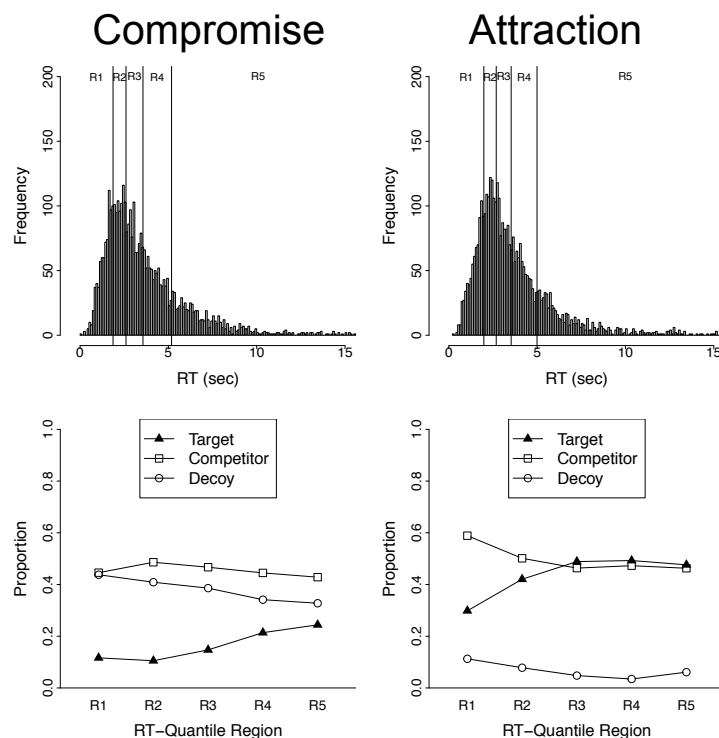 Compromise
Attraction
R1 R2 R3 R4 R5
R1 R2 R3 R4 R5
Frequency
0 50 100 150 200
0 5 10 15
RT (sec)
Frequency
0 50 100 150 200
0 5 10 15
RT (sec)
Proportion
0.0 0.2 0.4 0.6 0.8 1.0
Target
Competitor
Decoy
R1 R2 R3 R4 R5
RT−Quantile Region
Proportion
0.0 0.2 0.4 0.6 0.8 1.0
Target
Competitor
Decoy
R1 R2 R3 R4 R5
RT−Quantile Region